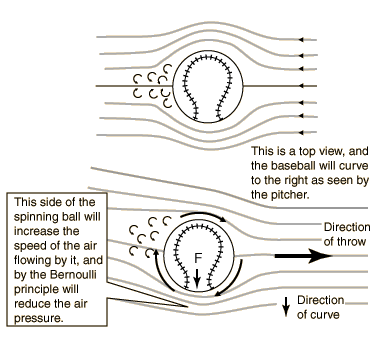 This is a top view, and
the baseball will curve
to the right as seen by
the pitcher.
This side of the
spinning ball will
increase the
speed of the air
flowing by it, and
by the Bernoulli
principle will
reduce the air
pressure.
F
Direction
of throw
Direction
of curve